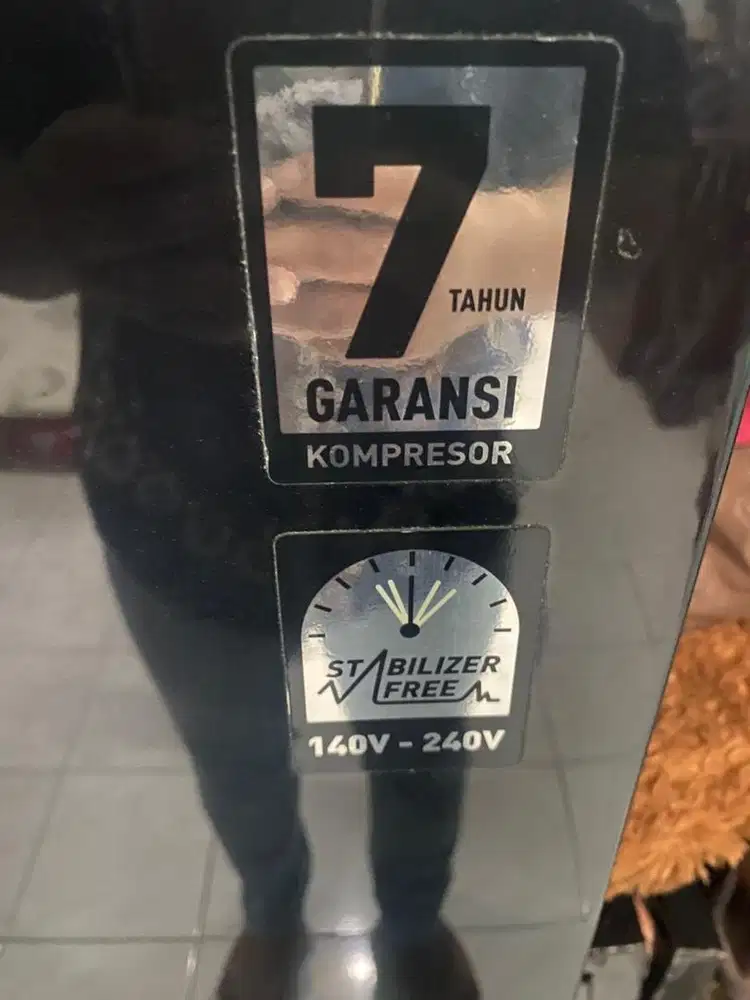 7
TAHUN
GARANSI
KOMPRESOR
STABILIZER
FREE
140V - 240V